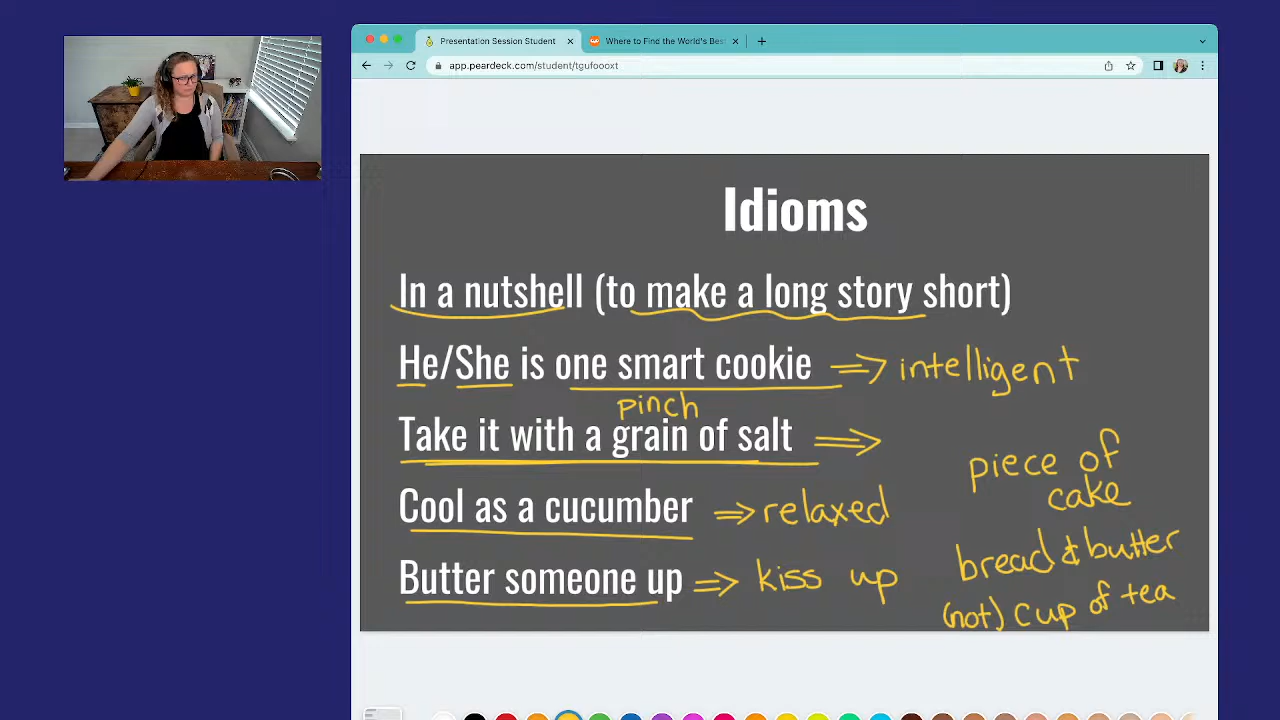 Presentation Session Student
Where to Find the World's Bes
app.peardeck.com/student/tgufoooxt
Idioms
In a nutshell (to make a long story short)
He/She is one smart cookie => intelligent
pinch
Take it with a grain of salt =>
piece of
cake
Cool as a cucumber => relaxed
bread & butter
Butter someone up => kiss up
(not) cup of tea